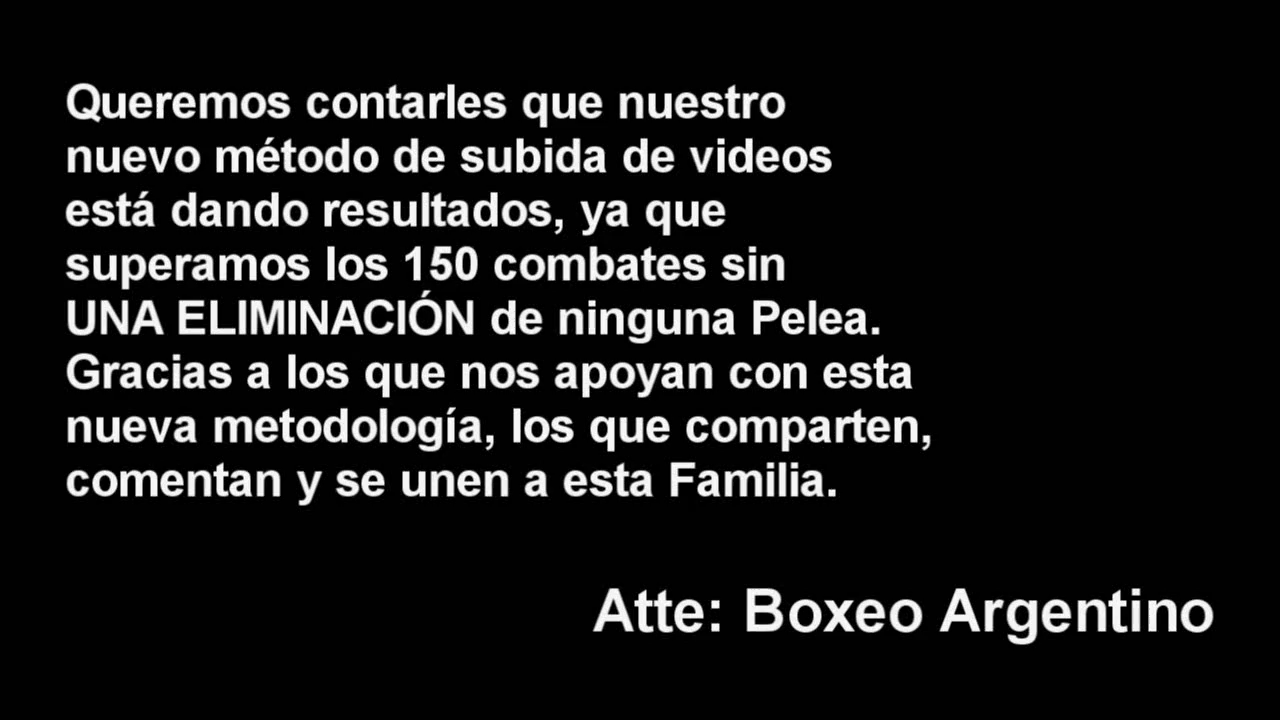 Queremos contarles que nuestro
nuevo método de subida de videos
está dando resultados, ya que
superamos los 150 combates sin
UNA ELIMINACIÓN de ninguna Pelea.
Gracias a los que nos apoyan con esta
nueva metodología, los que comparten,
comentan y se unen a esta Familia.
Atte: Boxeo Argentino